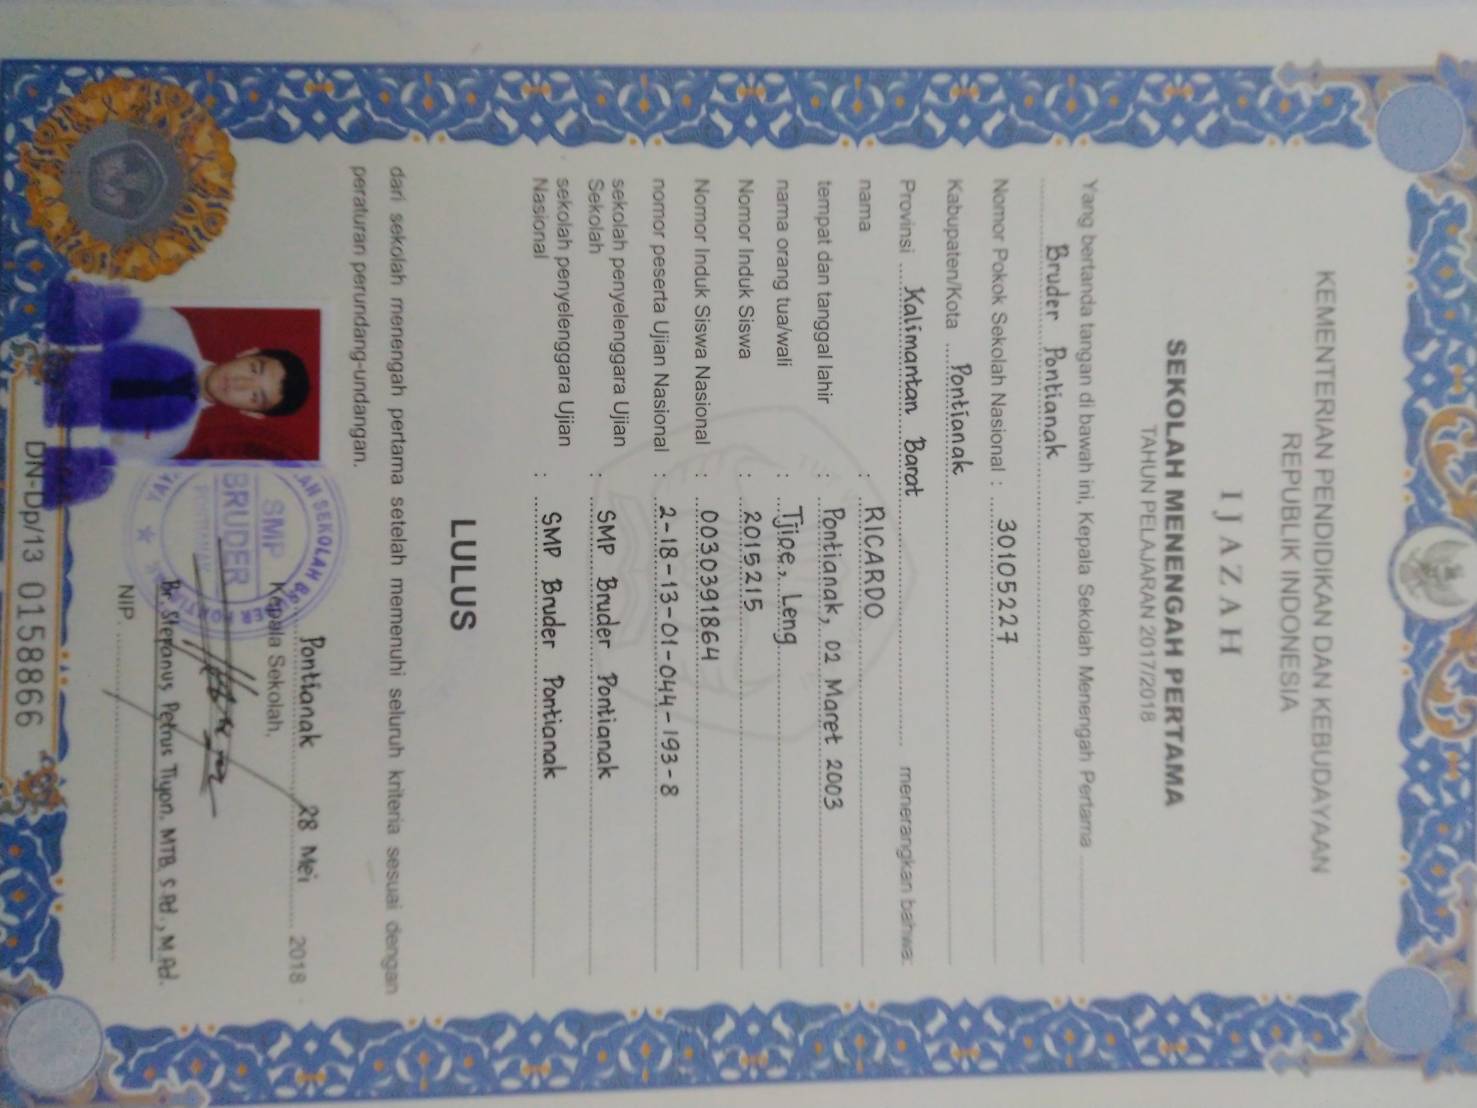 KEMENTERIAN PENDIDIKAN DAN KEBUDAYAAN
REPUBLIK INDONESIA
IJAZAH
SEKOLAH MENENGAH PERTAMA
TAHUN PELAJARAN 2017/2018
Yang bertanda tangan di bawah ini, Kepala Sekolah Menengah Pertama
Bruder Pontianak
Nomor Pokok Sekolah Nasional : 30105227
Kabupaten/Kota Pontianak
Provinsi Kalimantan Barat menerangkan bahwa:
nama : RICARDO
tempat dan tanggal lahir : Pontianak, 02 Maret 2003
nama orang tua/wali : Tjioe, Leng
Nomor Induk Siswa : 2015215
Nomor Induk Siswa Nasional : 0030391864
nomor peserta Ujian Nasional : 2-18-13-01-044-193-8
sekolah penyelenggara Ujian : SMP Bruder Pontianak
Sekolah
sekolah penyelenggara Ujian : SMP Bruder Pontianak
Nasional
LULUS
dari sekolah menengah pertama setelah memenuhi seluruh kriteria sesuai dengan
peraturan perundang-undangan.
Pontianak 28 Mei 2018
Kepala Sekolah,
SEKOLAH BRUDER
SMP
BRUDER
Br. Stepanus Petrus Tiyon, MTB, S.Ad., M.Ad.
NIP.
DN-Dp/13 0158866